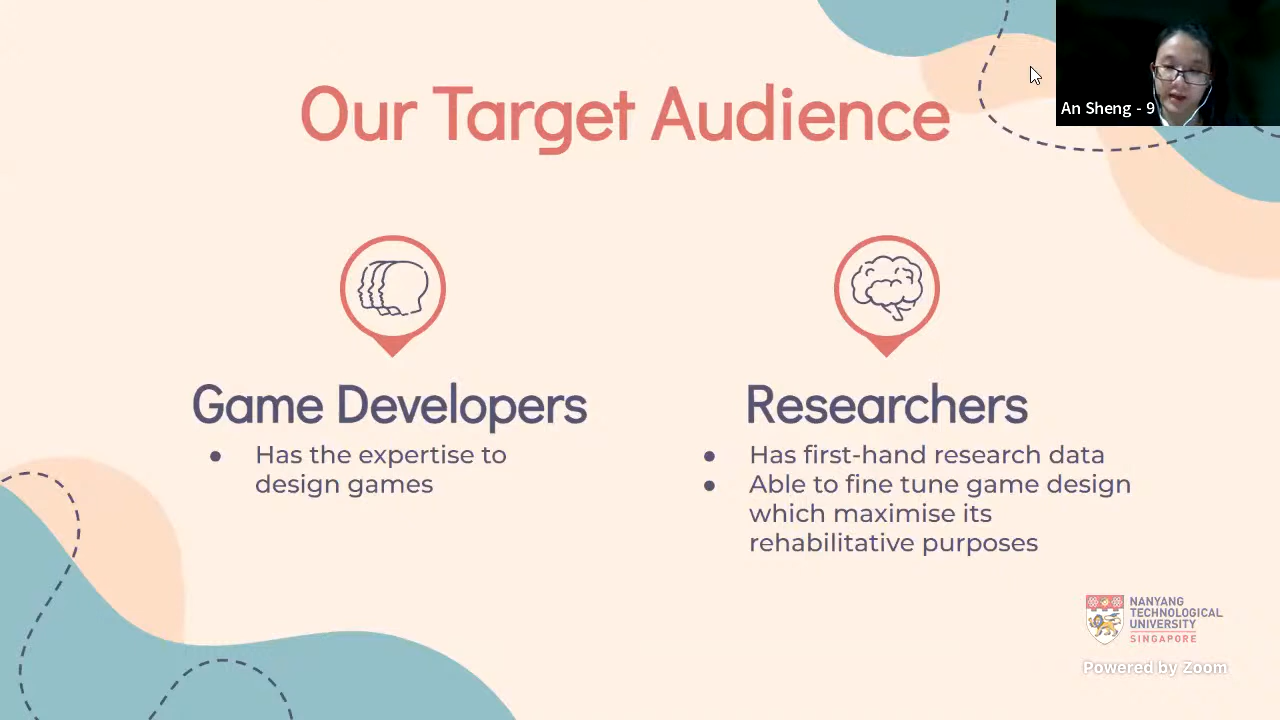 Our Target Audience
An Sheng - 9
Game Developers
● Has the expertise to
design games
Researchers
● Has first-hand research data
● Able to fine tune game design
which maximise its
rehabilitative purposes
NANYANG
TECHNOLOGICAL
UNIVERSITY
SINGAPORE
Powered by Zoom